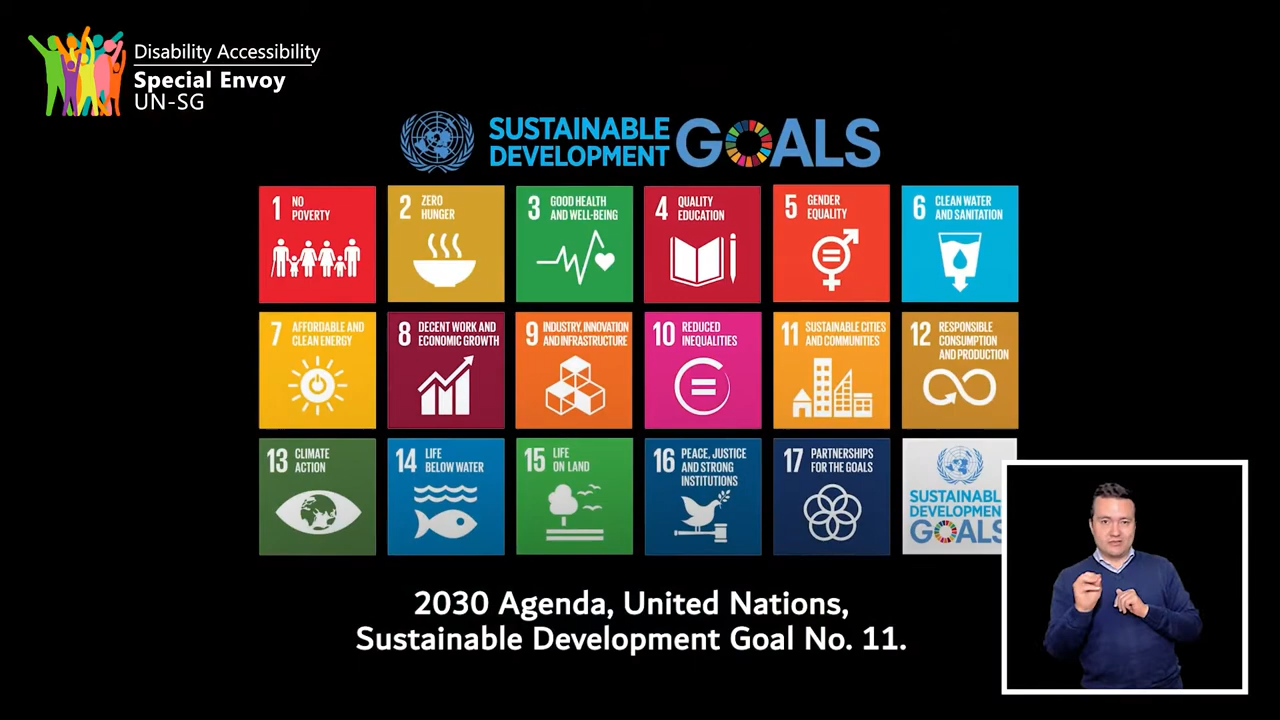 Disability Accessibility
Special Envoy
UN-SG
SUSTAINABLE
DEVELOPMENT
GOALS
1 NO
POVERTY
2 ZERO
HUNGER
3 GOOD HEALTH
AND WELL-BEING
4 QUALITY
EDUCATION
5 GENDER
EQUALITY
6 CLEAN WATER
AND SANITATION
7 AFFORDABLE AND
CLEAN ENERGY
8 DECENT WORK AND
ECONOMIC GROWTH
9 INDUSTRY, INNOVATION
AND INFRASTRUCTURE
10 REDUCED
INEQUALITIES
11 SUSTAINABLE CITIES
AND COMMUNITIES
12 RESPONSIBLE
CONSUMPTION
AND PRODUCTION
13 CLIMATE
ACTION
14 LIFE
BELOW WATER
15 LIFE
ON LAND
16 PEACE, JUSTICE
AND STRONG
INSTITUTIONS
17 PARTNERSHIPS
FOR THE GOALS
SUSTAINABLE
DEVELOPMENT
GOALS
2030 Agenda, United Nations,
Sustainable Development Goal No. 11.